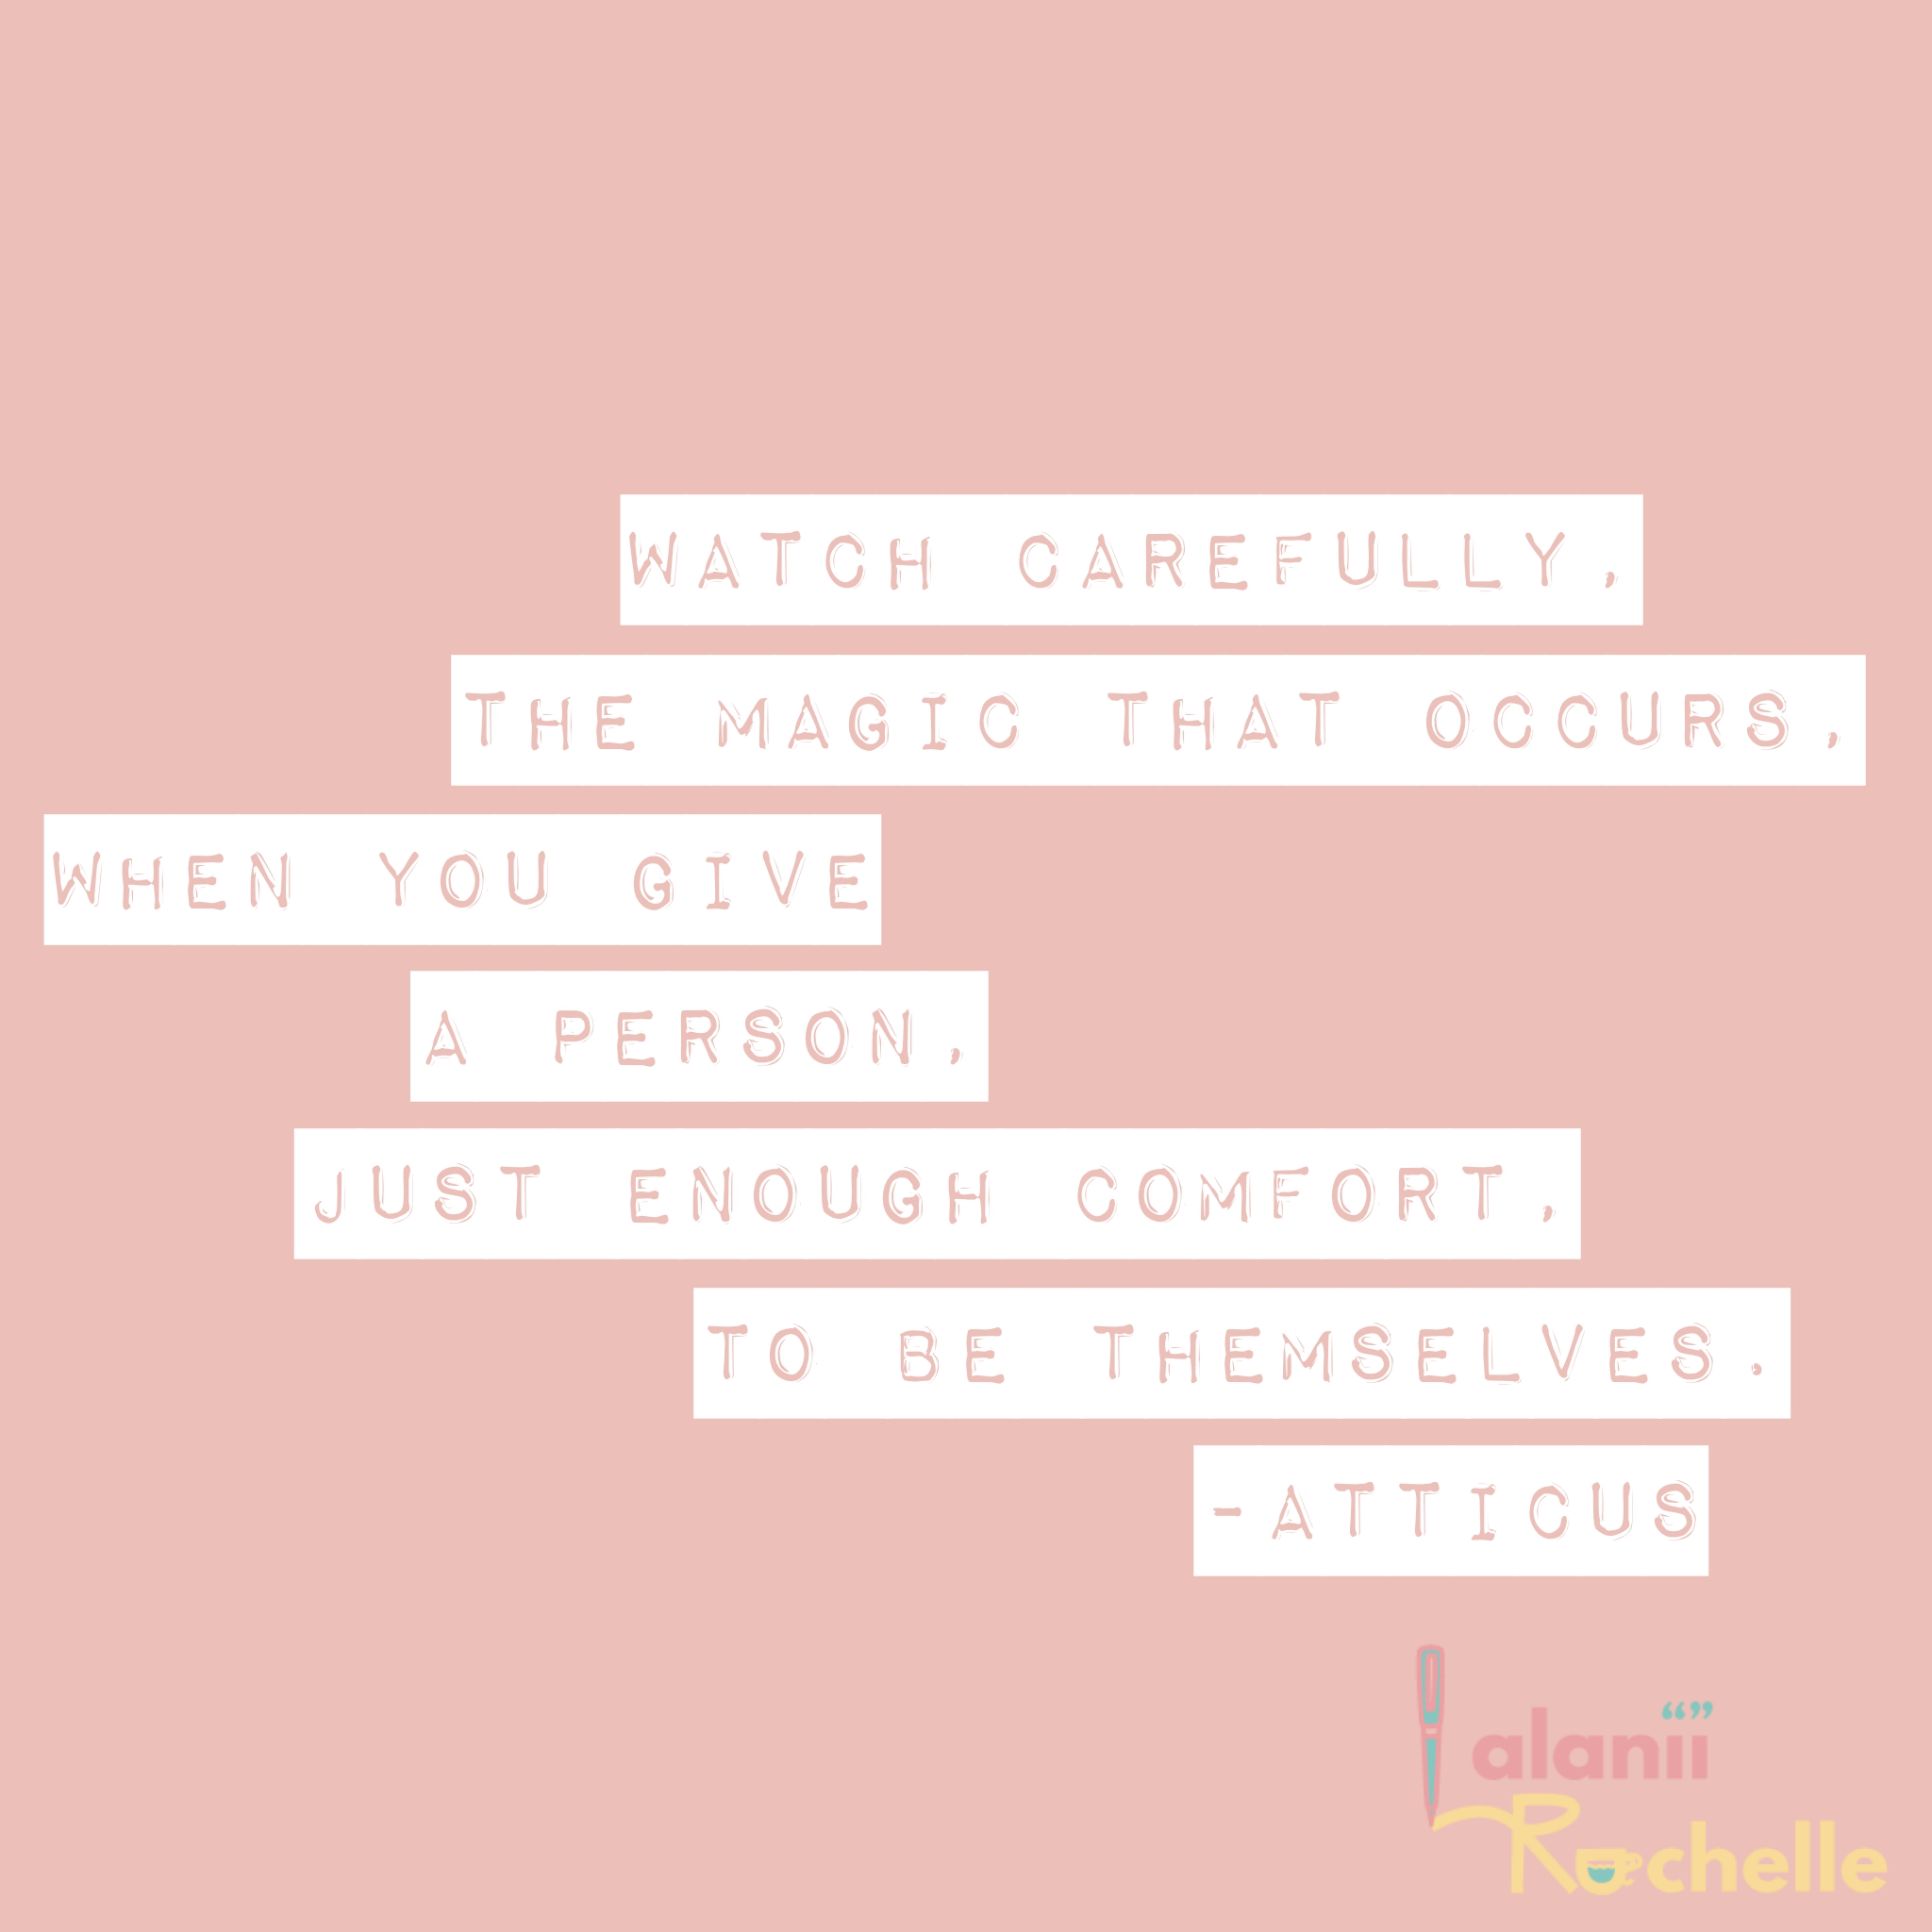 WATCH CAREFULLY,
THE MAGIC THAT OCCURS,
WHEN YOU GIVE
A PERSON,
JUST ENOUGH COMFORT,
TO BE THEMSELVES.
-ATTICUS
alanii
Rochelle